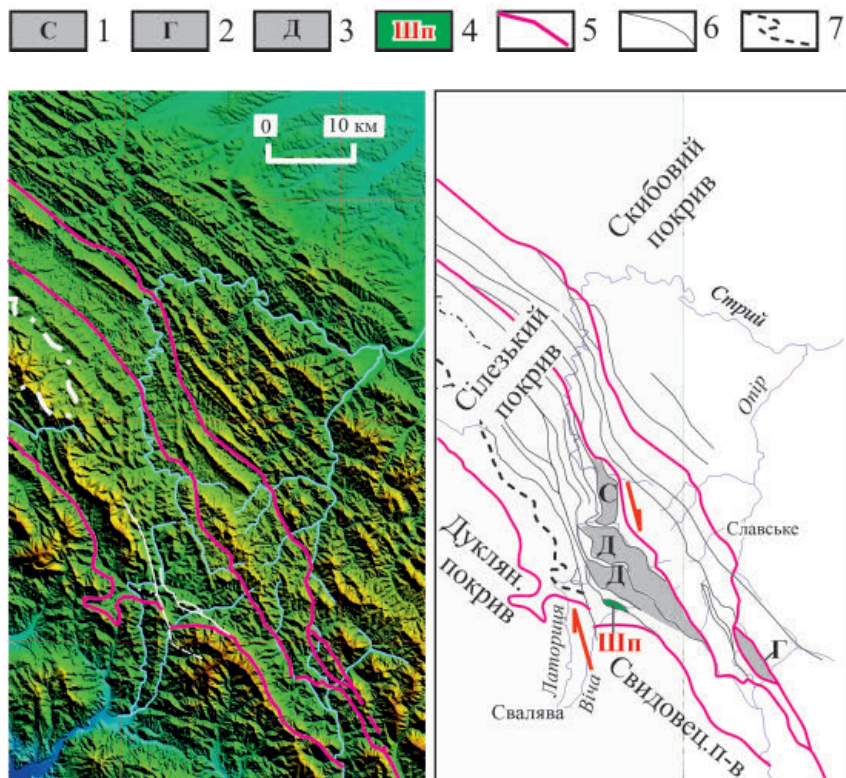 С 1 Г 2 Д 3 Шп 4 5 6 7
0 10 км
Скибовий
покрив
Стрий
Сілезький
покрив
Опір
С
Славське
Д
Д
Дуклян.
покрив
Г
Шп
Латориця
Віча
Свидовец.п-в
Свалява